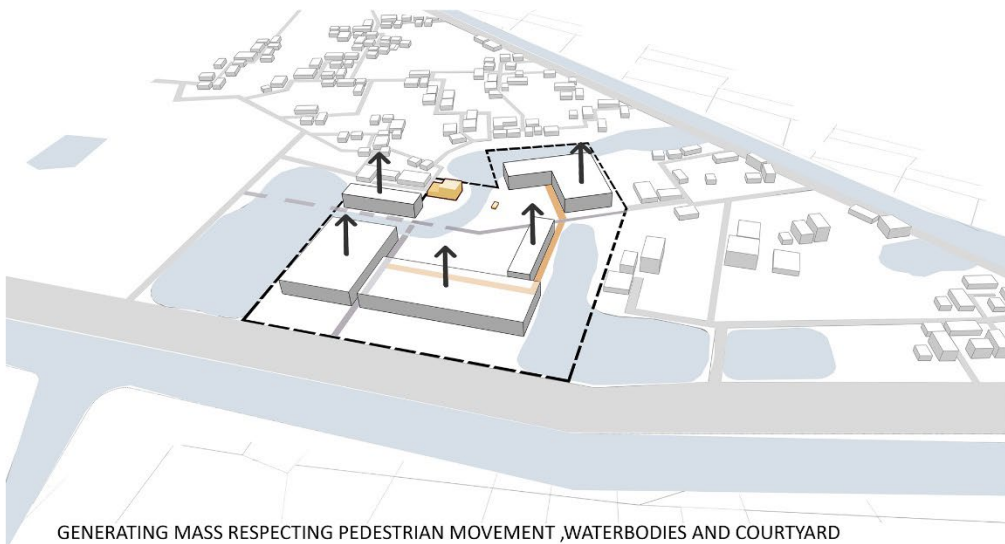 GENERATING MASS RESPECTING PEDESTRIAN MOVEMENT ,WATERBODIES AND COURTYARD